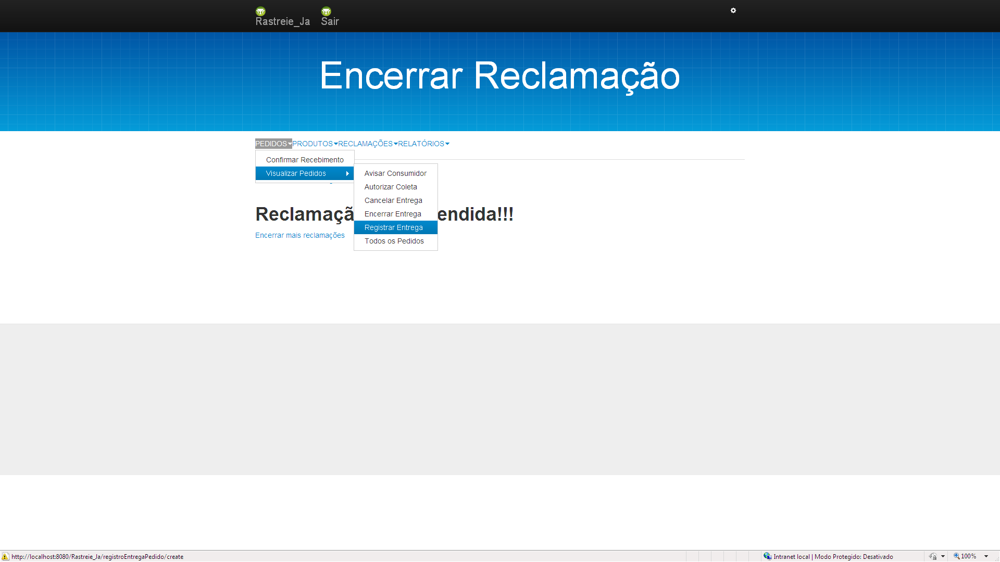 Rastreie_Ja Sair
Encerrar Reclamação
PEDIDOS PRODUTOS RECLAMAÇÕES RELATÓRIOS
Confirmar Recebimento
Visualizar Pedidos
Avisar Consumidor
Autorizar Coleta
Cancelar Entrega
Encerrar Entrega
Registrar Entrega
Todos os Pedidos
endida!!!
Encerrar mais reclamações
http://localhost:8080/Rastreie_Ja/registroEntregaPedido/create
Intranet local | Modo Protegido: Desativado
100%